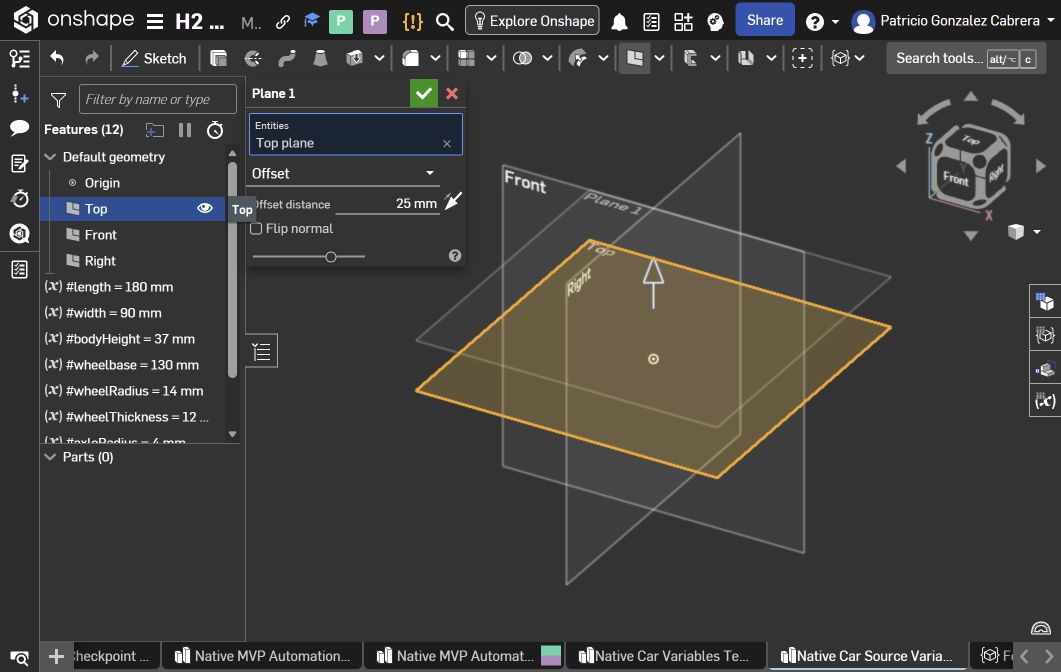 onshape H2 ... M.. P P {!} Explore Onshape Share Patricio Gonzalez Cabrera
Sketch Search tools... alt/⌥ c
Filter by name or type
Features (12)
Default geometry
Origin
Top
Top
Front
Right
(x) #length = 180 mm
(x) #width = 90 mm
(x) #bodyHeight = 37 mm
(x) #wheelbase = 130 mm
(x) #wheelRadius = 14 mm
(x) #wheelThickness = 12 ...
(x) #axleRadius = 4 mm
Parts (0)
Plane 1
Entities
Top plane
Offset
Offset distance 25 mm
Flip normal
Front
Plane 1
Top
Right
Z
Top
Y
Front
Right
X
(x)
Checkpoint ... Native MVP Automation... Native MVP Automat... Native Car Variables Te... Native Car Source Varia...